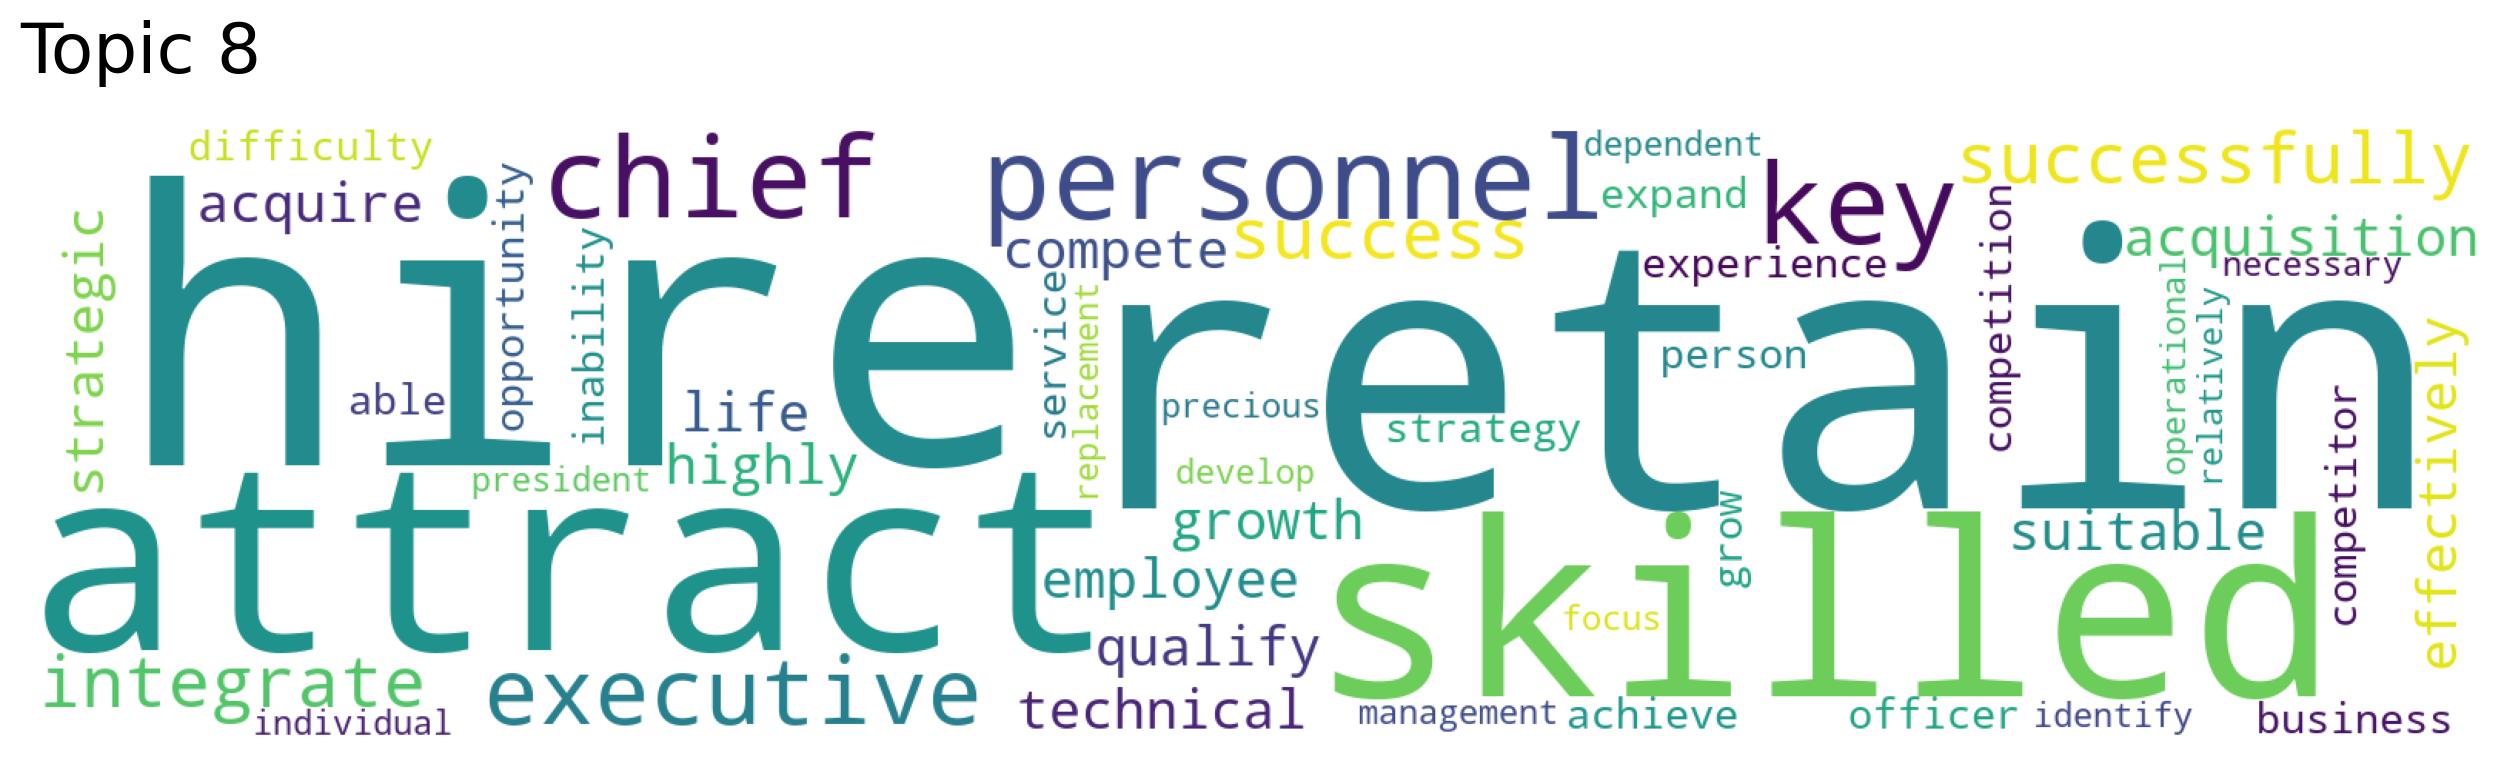 Topic 8
difficulty
chief
personnel
dependent
successfully
acquire
opportunity
expand
key
strategic
hire
inability
compete
success
competition
acquisition
experience
necessary
retain
service
replacement
operational
relatively
person
able
life
precious
strategy
competitor
effectively
president
highly
develop
attract
growth
grow
suitable
employee
skilled
focus
qualify
integrate
executive
technical
individual
management
achieve
officer
identify
business